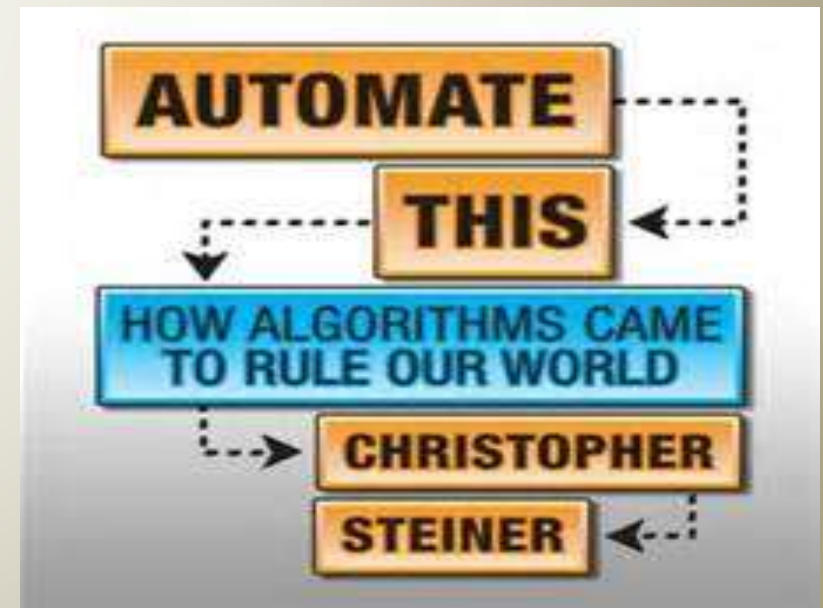 AUTOMATE
THIS
HOW ALGORITHMS CAME
TO RULE OUR WORLD
CHRISTOPHER
STEINER